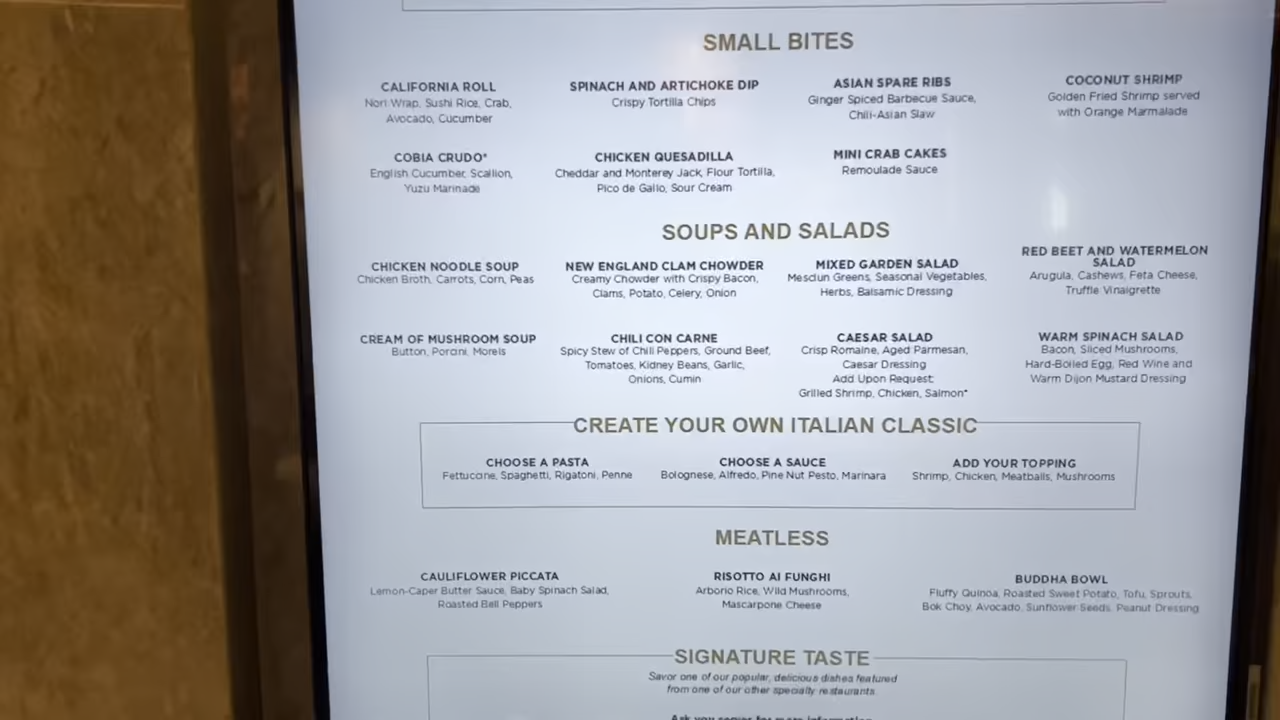 SMALL BITES
CALIFORNIA ROLL
Nori Wrap, Sushi Rice, Crab,
Avocado, Cucumber
SPINACH AND ARTICHOKE DIP
Crispy Tortilla Chips
ASIAN SPARE RIBS
Ginger Spiced Barbecue Sauce,
Chili-Asian Slaw
COCONUT SHRIMP
Golden Fried Shrimp served
with Orange Marmalade
COBIA CRUDO*
English Cucumber, Scallion,
Yuzu Marinade
CHICKEN QUESADILLA
Cheddar and Monterey Jack, Flour Tortilla,
Pico de Gallo, Sour Cream
MINI CRAB CAKES
Remoulade Sauce
SOUPS AND SALADS
CHICKEN NOODLE SOUP
Chicken Broth, Carrots, Corn, Peas
NEW ENGLAND CLAM CHOWDER
Creamy Chowder with Crispy Bacon,
Clams, Potato, Celery, Onion
MIXED GARDEN SALAD
Mesclun Greens, Seasonal Vegetables,
Herbs, Balsamic Dressing
RED BEET AND WATERMELON
SALAD
Arugula, Cashews, Feta Cheese,
Truffle Vinaigrette
CREAM OF MUSHROOM SOUP
Button, Porcini, Morels
CHILI CON CARNE
Spicy Stew of Chili Peppers, Ground Beef,
Tomatoes, Kidney Beans, Garlic,
Onions, Cumin
CAESAR SALAD
Crisp Romaine, Aged Parmesan,
Caesar Dressing
Add Upon Request:
Grilled Shrimp, Chicken, Salmon*
WARM SPINACH SALAD
Bacon, Sliced Mushrooms,
Hard-Boiled Egg, Red Wine and
Warm Dijon Mustard Dressing
CREATE YOUR OWN ITALIAN CLASSIC
CHOOSE A PASTA
Fettuccine, Spaghetti, Rigatoni, Penne
CHOOSE A SAUCE
Bolognese, Alfredo, Pine Nut Pesto, Marinara
ADD YOUR TOPPING
Shrimp, Chicken, Meatballs, Mushrooms
MEATLESS
CAULIFLOWER PICCATA
Lemon-Caper Butter Sauce, Baby Spinach Salad,
Roasted Bell Peppers
RISOTTO AI FUNGHI
Arborio Rice, Wild Mushrooms,
Mascarpone Cheese
BUDDHA BOWL
Fluffy Quinoa, Roasted Sweet Potato, Tofu, Sprouts,
Bok Choy, Avocado, Sunflower Seeds, Peanut Dressing
SIGNATURE TASTE
Savor one of our popular, delicious dishes featured
from one of our other specialty restaurants.
Ask you server for more information